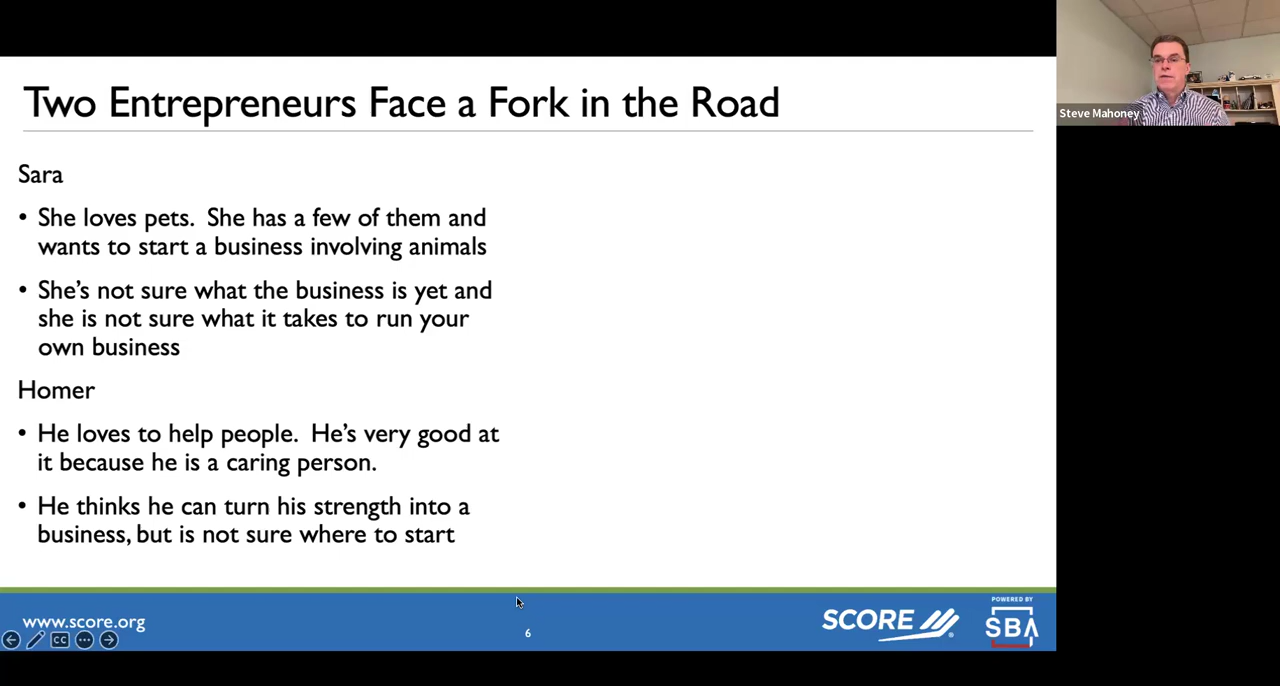 Two Entrepreneurs Face a Fork in the Road
Steve Mahoney
Sara
• She loves pets. She has a few of them and
wants to start a business involving animals
• She's not sure what the business is yet and
she is not sure what it takes to run your
own business
Homer
• He loves to help people. He's very good at
it because he is a caring person.
• He thinks he can turn his strength into a
business, but is not sure where to start
www.score.org
CC
6
SCORE
®
POWERED BY
SBA